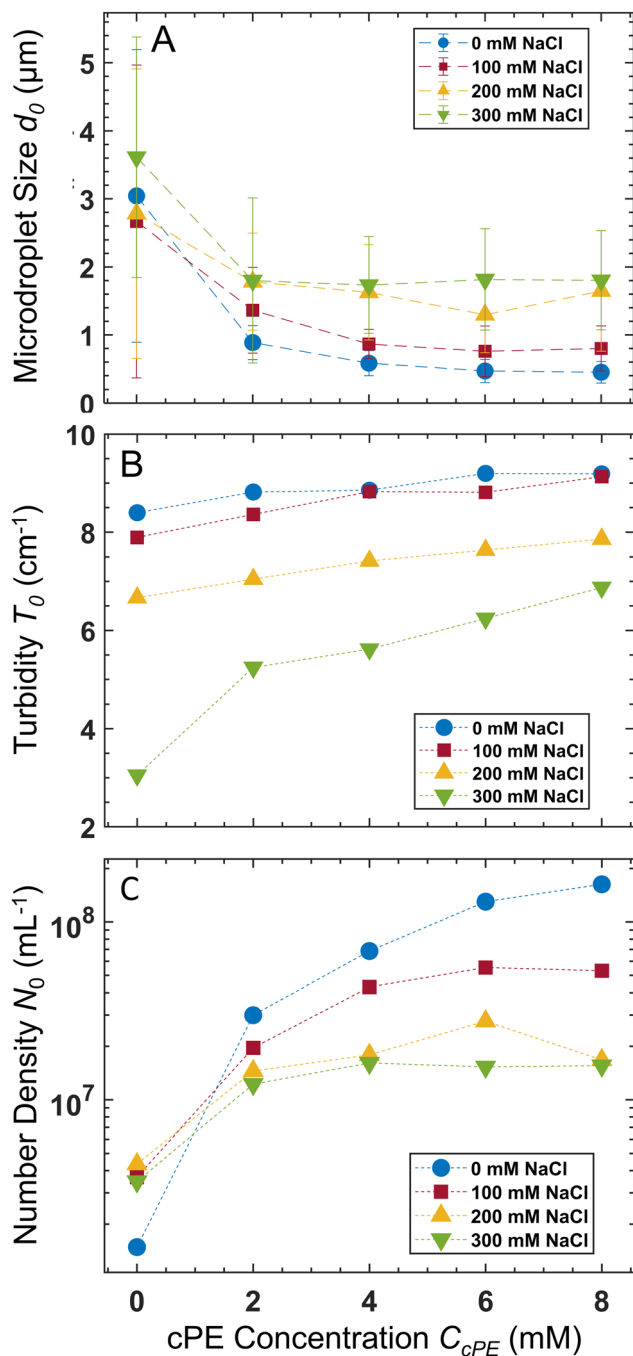 A
Microdroplet Size d₀ (µm)
5
4
3
2
1
0
0 mM NaCl
100 mM NaCl
200 mM NaCl
300 mM NaCl
B
Turbidity T₀ (cm⁻¹)
10
8
6
4
2
0 mM NaCl
100 mM NaCl
200 mM NaCl
300 mM NaCl
C
Number Density N₀ (mL⁻¹)
10⁸
10⁷
0 mM NaCl
100 mM NaCl
200 mM NaCl
300 mM NaCl
0 2 4 6 8
cPE Concentration C_cPE (mM)